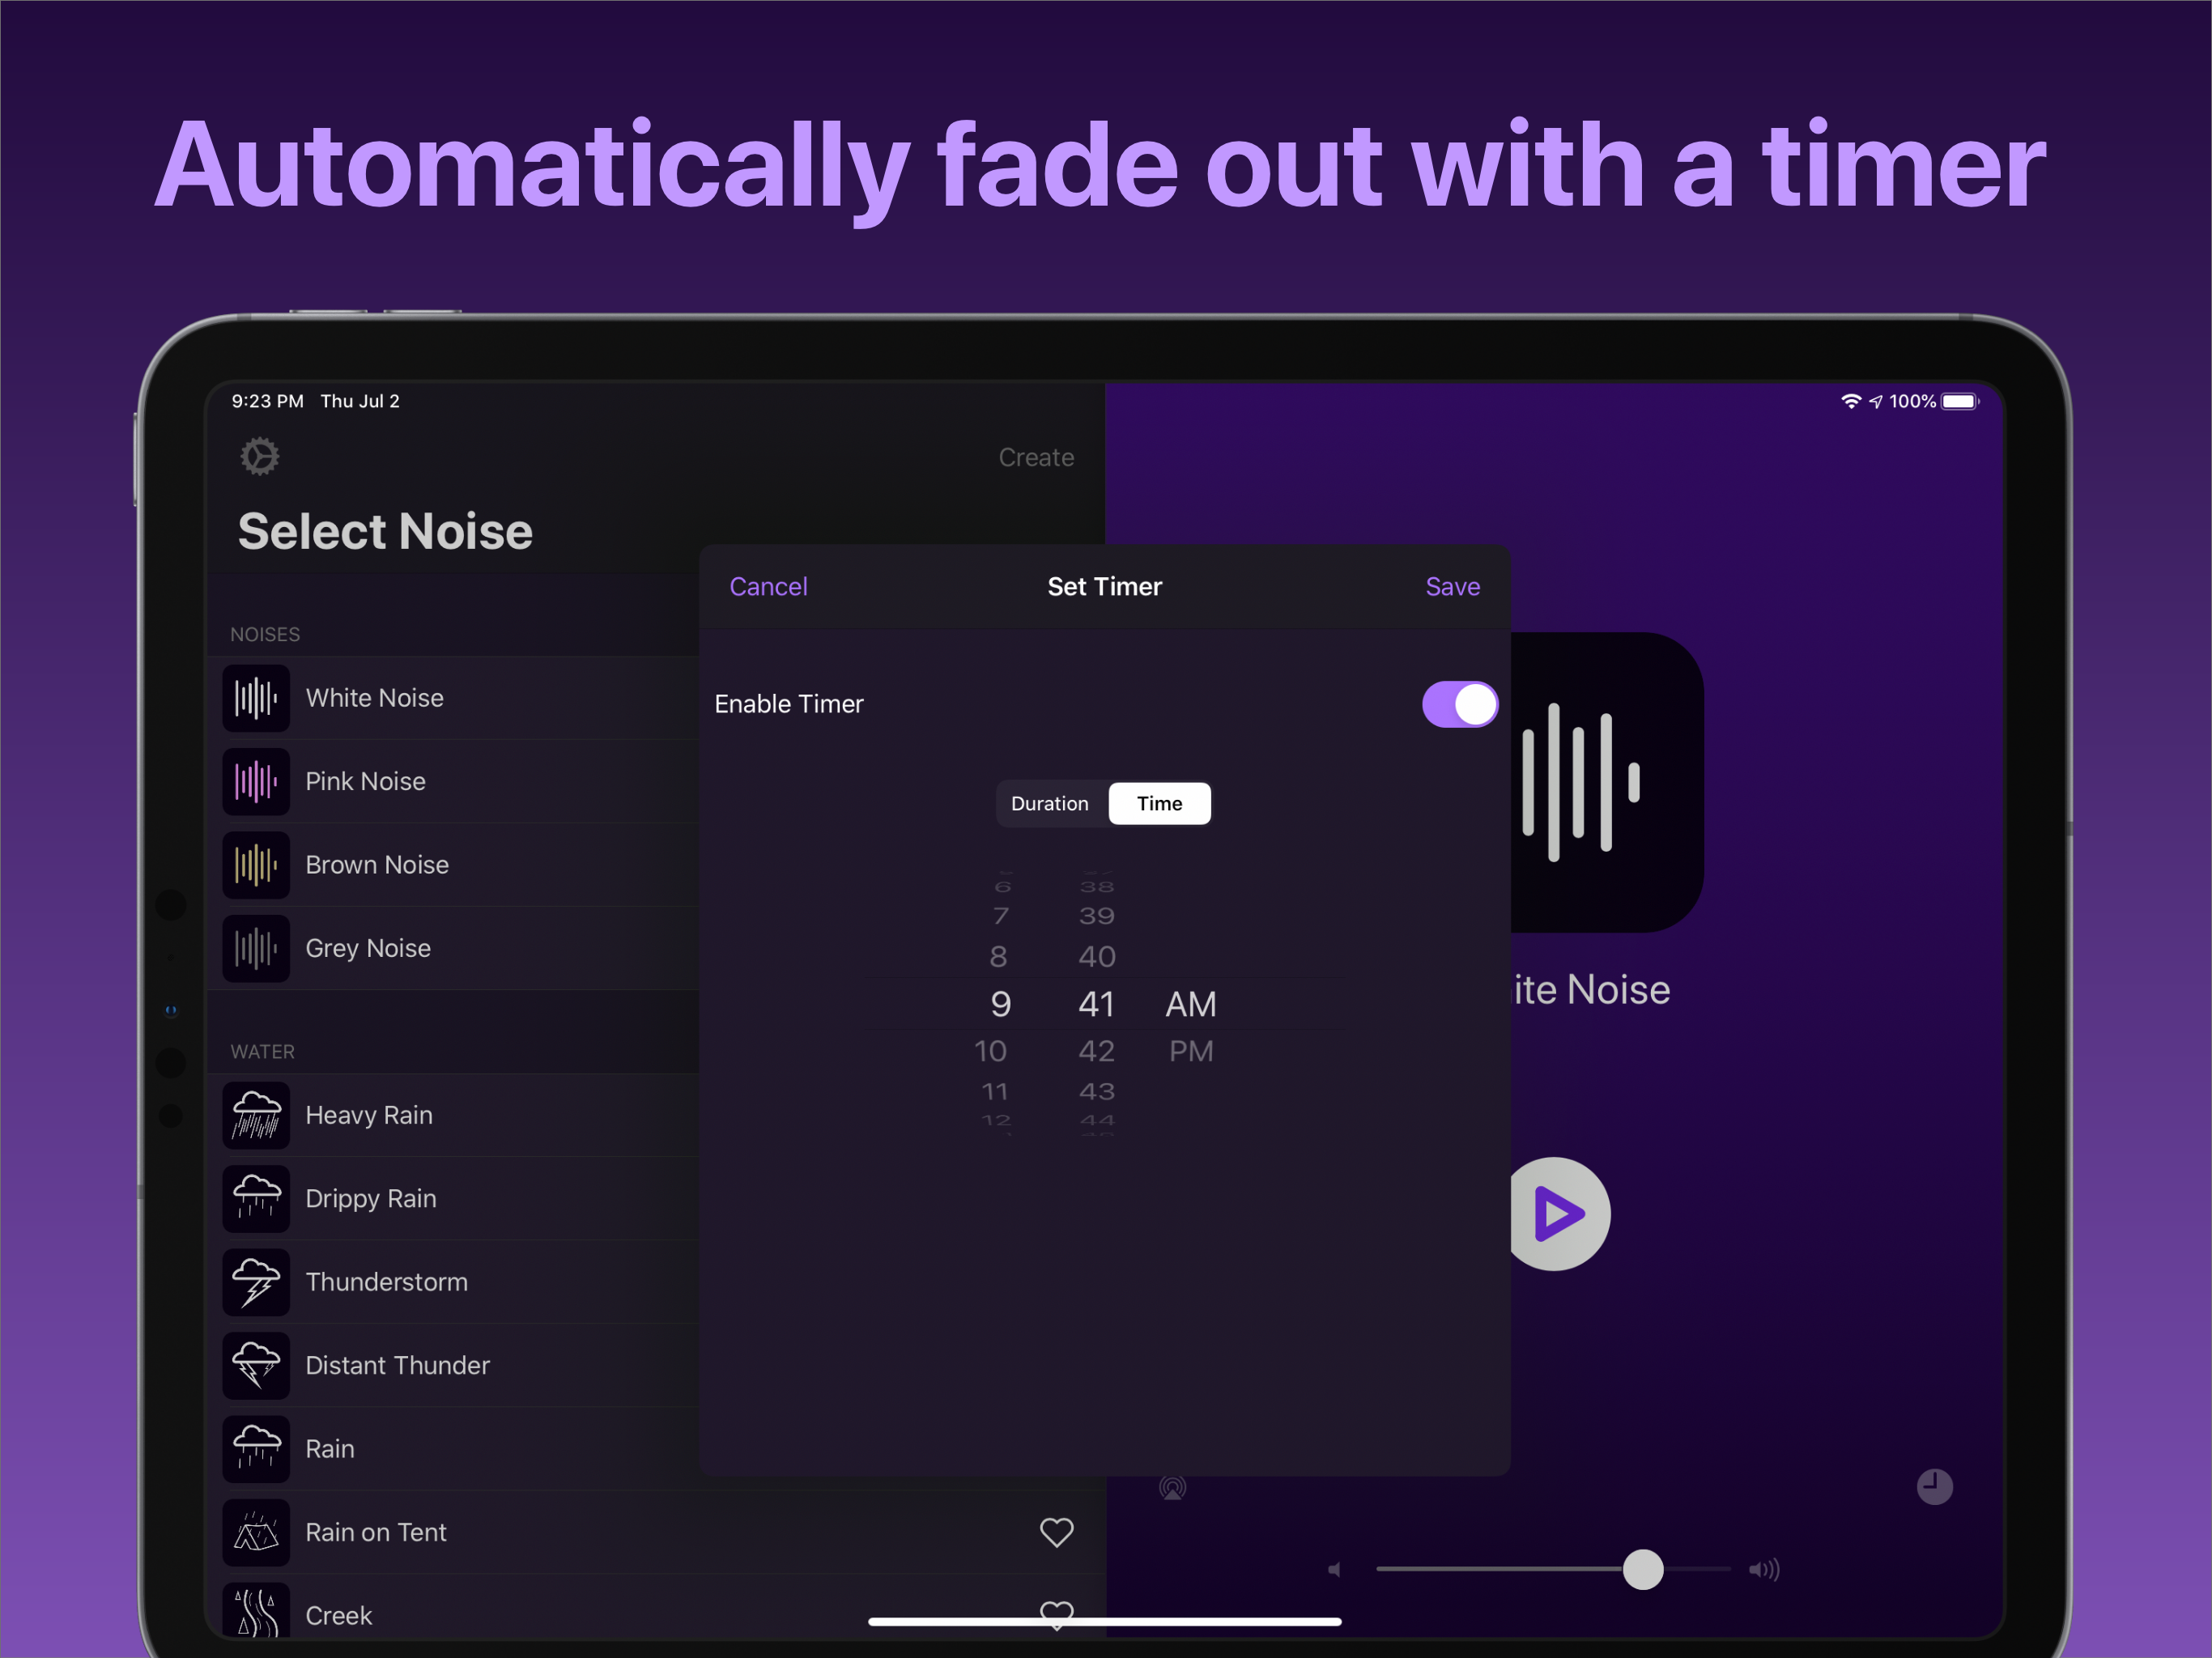 Automatically fade out with a timer
9:23 PM Thu Jul 2
100%
Create
Select Noise
NOISES
White Noise
Pink Noise
Brown Noise
Grey Noise
WATER
Heavy Rain
Drippy Rain
Thunderstorm
Distant Thunder
Rain
Rain on Tent
Creek
Cancel Set Timer Save
Enable Timer
Duration Time
6 38
7 39
8 40
9 41 AM
10 42 PM
11 43
12 44
ite Noise